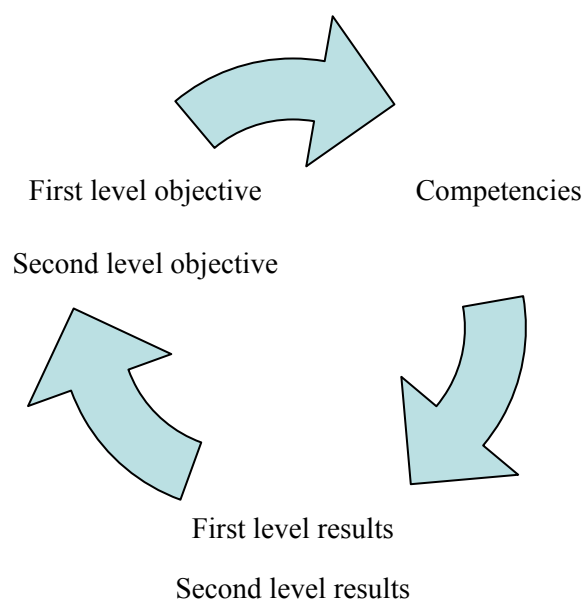 First level objective
Competencies
Second level objective
First level results
Second level results